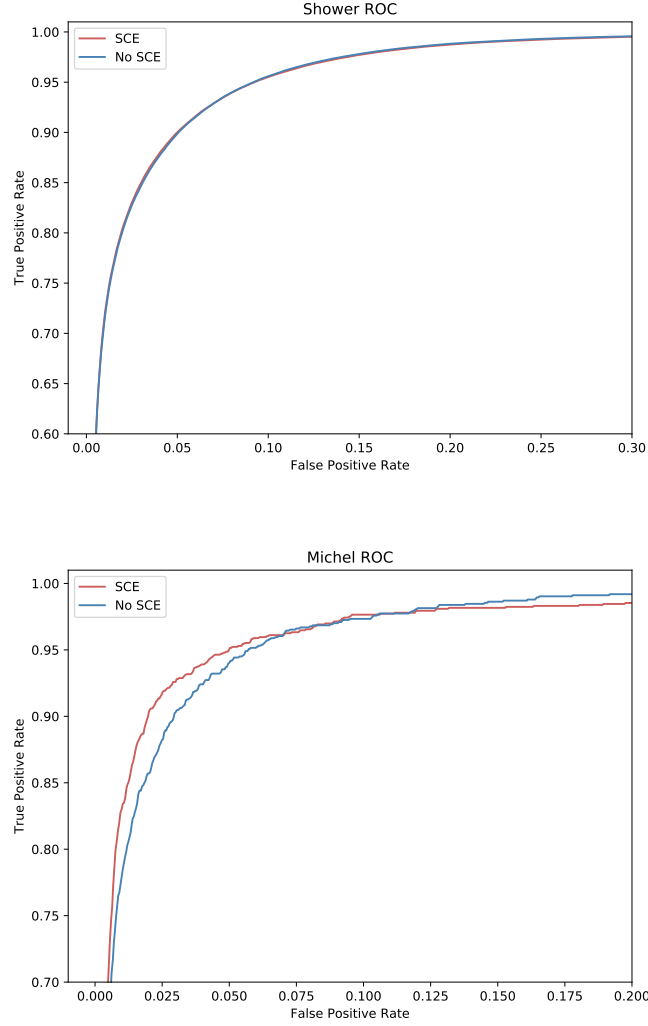 Shower ROC
SCE
No SCE
1.00
0.95
0.90
0.85
0.80
0.75
0.70
0.65
0.60
True Positive Rate
0.00 0.05 0.10 0.15 0.20 0.25 0.30
False Positive Rate
Michel ROC
SCE
No SCE
1.00
0.95
0.90
0.85
0.80
0.75
0.70
True Positive Rate
0.000 0.025 0.050 0.075 0.100 0.125 0.150 0.175 0.200
False Positive Rate